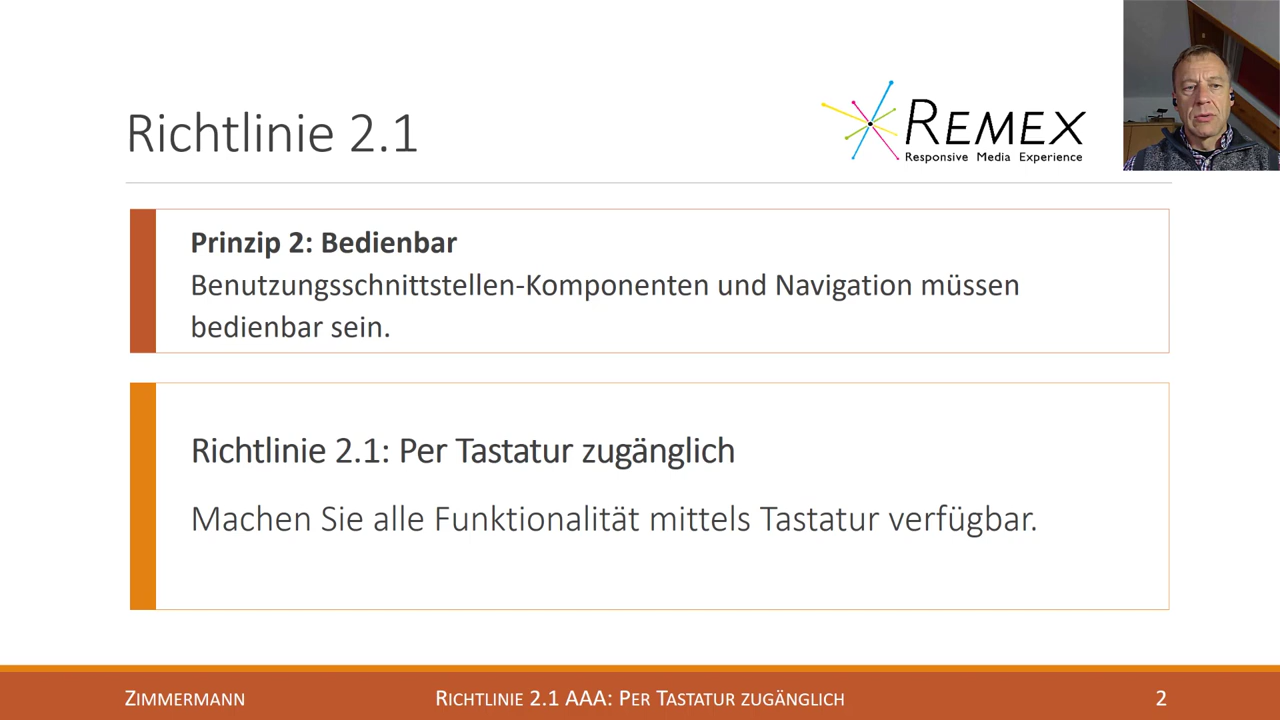 Richtlinie 2.1
REMEX
Responsive Media Experience
Prinzip 2: Bedienbar
Benutzungsschnittstellen-Komponenten und Navigation müssen
bedienbar sein.
Richtlinie 2.1: Per Tastatur zugänglich
Machen Sie alle Funktionalität mittels Tastatur verfügbar.
ZIMMERMANN
RICHTLINIE 2.1 AAA: PER TASTATUR ZUGÄNGLICH
2